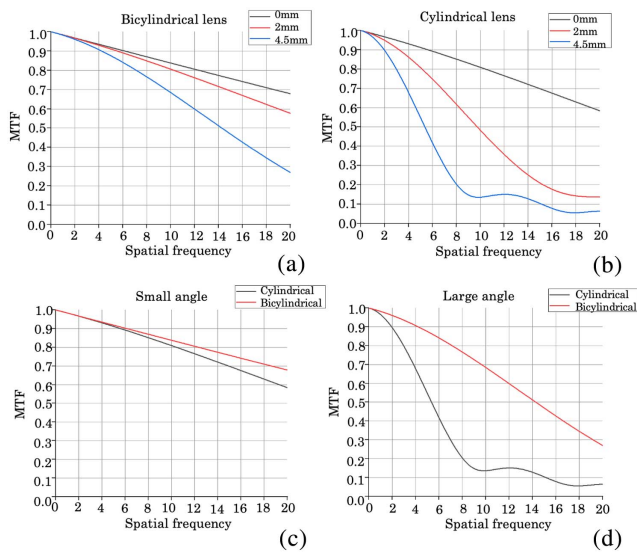 Bicylindrical lens
0mm
2mm
4.5mm
1.0
0.9
0.8
0.7
0.6
0.5
0.4
0.3
0.2
0.1
0.0
MTF
0 2 4 6 8 10 12 14 16 18 20
Spatial frequency
(a)
Cylindrical lens
0mm
2mm
4.5mm
1.0
0.9
0.8
0.7
0.6
0.5
0.4
0.3
0.2
0.1
0.0
MTF
0 2 4 6 8 10 12 14 16 18 20
Spatial frequency
(b)
Small angle
Cylindrical
Bicylindrical
1.0
0.9
0.8
0.7
0.6
0.5
0.4
0.3
0.2
0.1
0.0
MTF
0 2 4 6 8 10 12 14 16 18 20
Spatial frequency
(c)
Large angle
Cylindrical
Bicylindrical
1.0
0.9
0.8
0.7
0.6
0.5
0.4
0.3
0.2
0.1
0.0
MTF
0 2 4 6 8 10 12 14 16 18 20
Spatial frequency
(d)